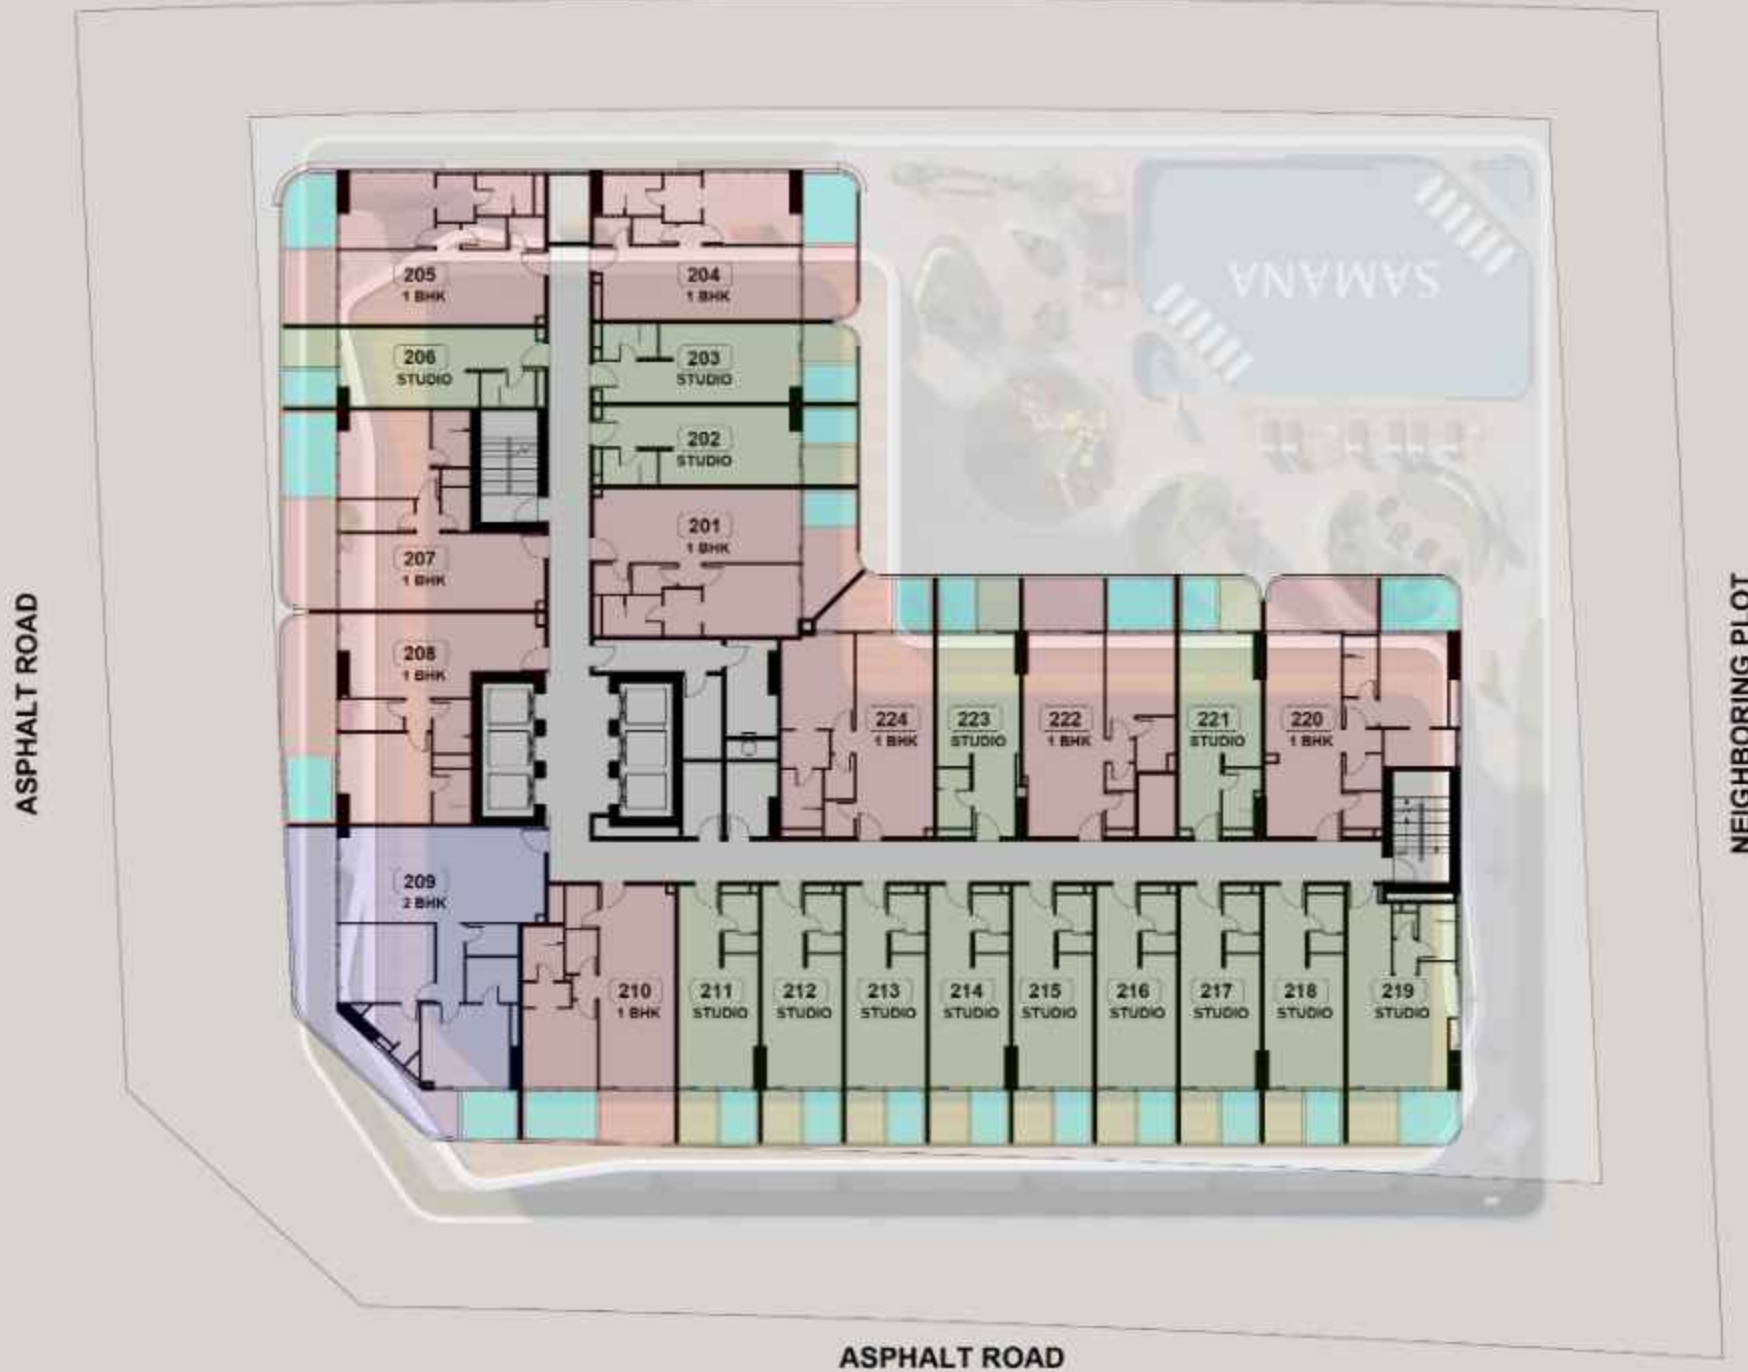 SAMANA
205
1 BHK
204
1 BHK
206
STUDIO
203
STUDIO
202
STUDIO
201
1 BHK
207
1 BHK
208
1 BHK
224
1 BHK
223
STUDIO
222
1 BHK
221
STUDIO
220
1 BHK
209
2 BHK
210
1 BHK
211
STUDIO
212
STUDIO
213
STUDIO
214
STUDIO
215
STUDIO
216
STUDIO
217
STUDIO
218
STUDIO
219
STUDIO
ASPHALT ROAD
NEIGHBORING PLOT
ASPHALT ROAD